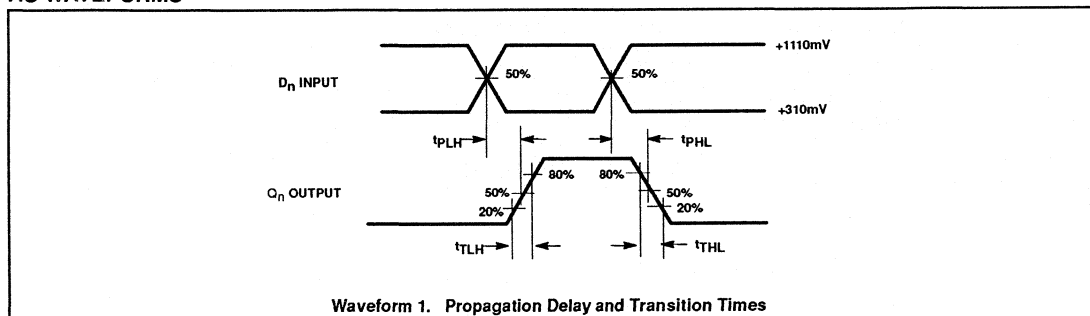 +1110mV
50% 50%
Dn INPUT
+310mV
tPLH tPHL
80% 80%
Qn OUTPUT 50% 50%
20% 20%
tTLH tTHL
Waveform 1. Propagation Delay and Transition Times